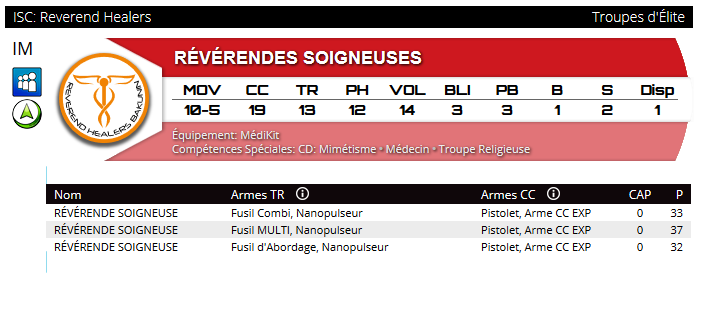 ISC: Reverend Healers Troupes d'Élite
IM
RÉVÉRENDES SOIGNEUSES
REVEREND HEALERS BAKUNIN
MOV CC TR PH VOL BLI PB B S Disp
10-5 19 13 12 14 3 3 1 2 1
Équipement: MédiKit
Compétences Spéciales: CD: Mimétisme • Médecin • Troupe Religieuse
Nom Armes TR Armes CC CAP P
RÉVÉRENDE SOIGNEUSE Fusil Combi, Nanopulseur Pistolet, Arme CC EXP 0 33
RÉVÉRENDE SOIGNEUSE Fusil MULTI, Nanopulseur Pistolet, Arme CC EXP 0 37
RÉVÉRENDE SOIGNEUSE Fusil d'Abordage, Nanopulseur Pistolet, Arme CC EXP 0 32